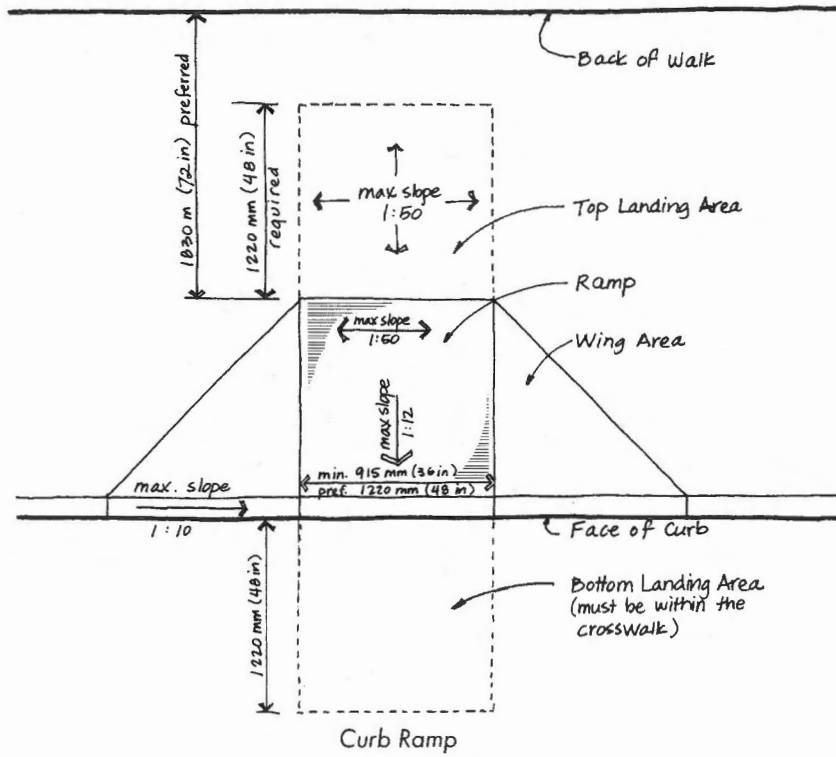 Back of Walk
1830 m (72 in) preferred
1220 mm (48 in)
required
max slope
1:50
Top Landing Area
Ramp
max slope
1:50
Wing Area
max slope
1:12
min. 915 mm (36 in)
pref. 1220 mm (48 in)
max. slope
1:10
Face of Curb
1220 mm (48 in)
Bottom Landing Area
(must be within the
crosswalk)
Curb Ramp